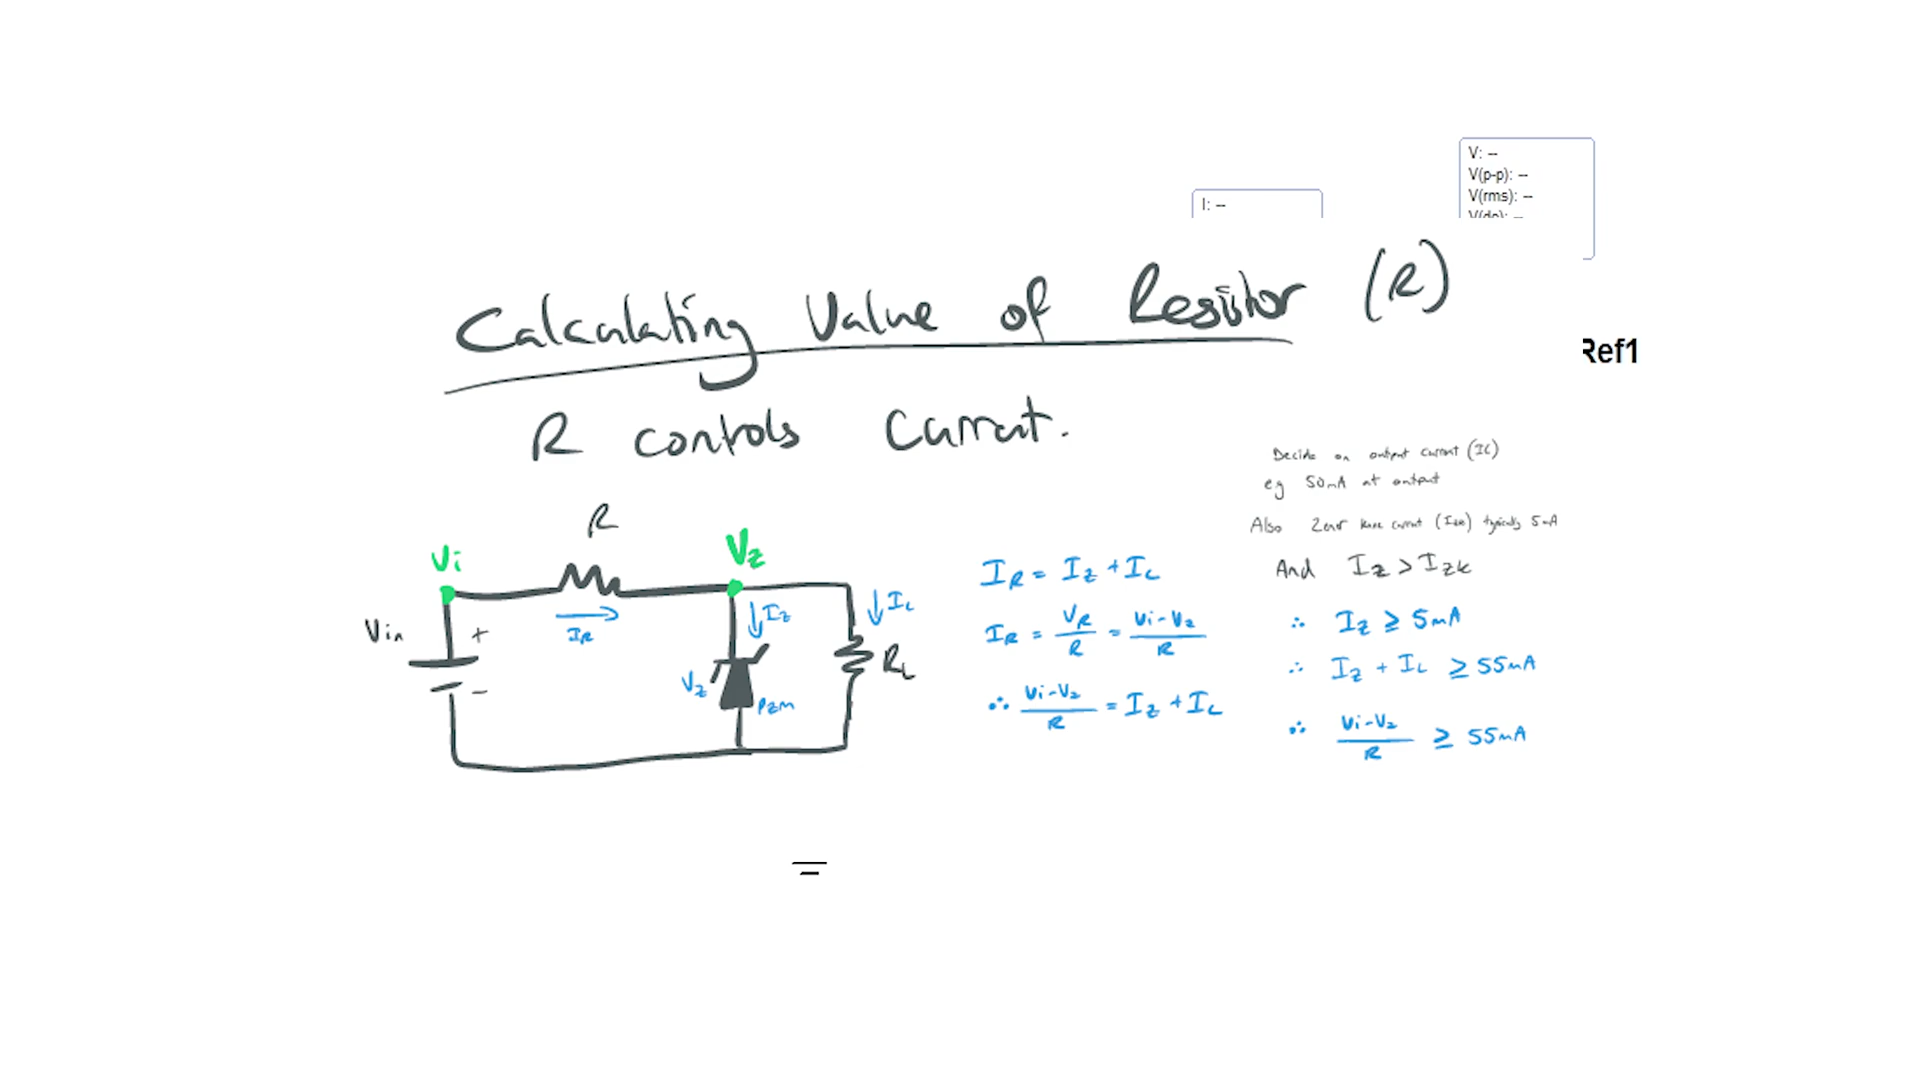 V: --
V(p-p): --
V(rms): --
V(dc): --
I: --
Calculating Value of Resistor (R)
Ref1
R controls Current.
Decide on output current (IL)
eg 50mA at output
Also Zener knee current (Izk) typically 5mA
And Iz > Izk
∴ Iz ≥ 5mA
∴ Iz + IL ≥ 55mA
∴ Vi-Vz / R ≥ 55mA
IR = Iz + IL
IR = VR / R = Vi-Vz / R
∴ Vi-Vz / R = Iz + IL
R
Vi
Vz
IR
Iz
IL
Vin
+
-
Vz
PZM
RL